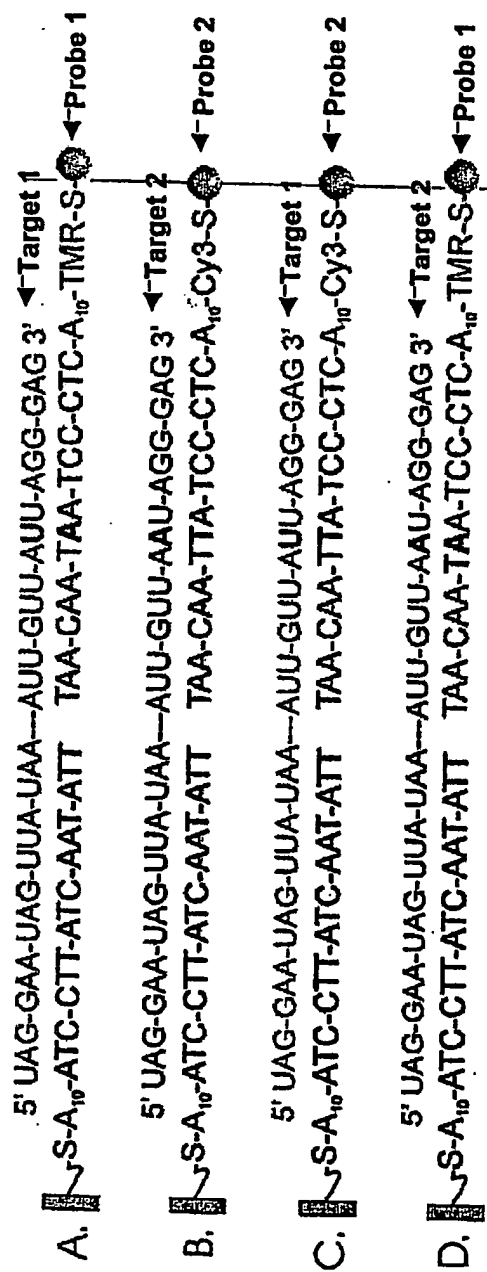 A.
5' UAG-GAA-UAG-UUA-UAA---AUU-GUU-AUU-AGG-GAG 3' Target 1
S-A10-ATC-CTT-ATC-AAT-ATT TAA-CAA-TAA-TCC-CTC-A10-TMR-S- Probe 1
B.
5' UAG-GAA-UAG-UUA-UAA---AUU-GUU-AAU-AGG-GAG 3' Target 2
S-A10-ATC-CTT-ATC-AAT-ATT TAA-CAA-TTA-TCC-CTC-A10-Cy3-S- Probe 2
C.
5' UAG-GAA-UAG-UUA-UAA---AUU-GUU-AUU-AGG-GAG 3' Target 1
S-A10-ATC-CTT-ATC-AAT-ATT TAA-CAA-TTA-TCC-CTC-A10-Cy3-S- Probe 2
D.
5' UAG-GAA-UAG-UUA-UAA---AUU-GUU-AAU-AGG-GAG 3' Target 2
S-A10-ATC-CTT-ATC-AAT-ATT TAA-CAA-TAA-TCC-CTC-A10-TMR-S- Probe 1